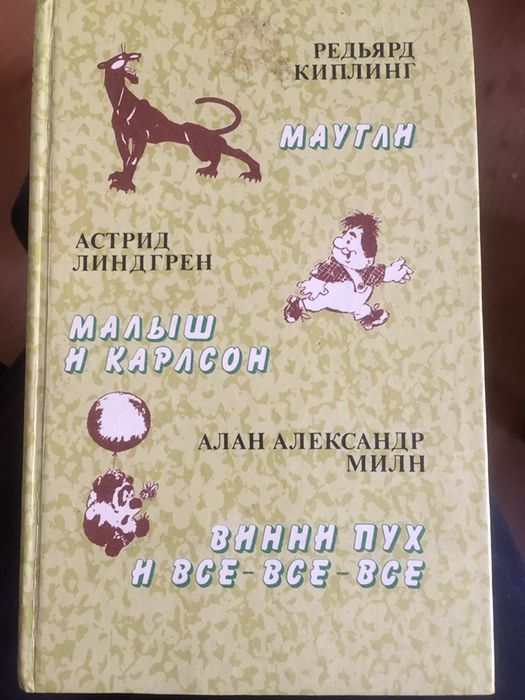 РЕДЬЯРД
КИПЛИНГ
МАУГЛИ
АСТРИД
ЛИНДГРЕН
МАЛЫШ
И КАРЛСОН
АЛАН АЛЕКСАНДР
МИЛН
ВИННИ ПУХ
И ВСЕ-ВСЕ-ВСЕ